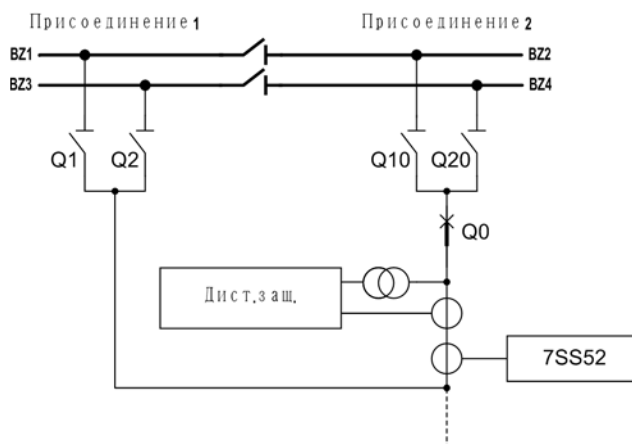 Присоединение 1 Присоединение 2
BZ1 BZ2
BZ3 BZ4
Q1 Q2 Q10 Q20
Q0
Дист.защ.
7SS52